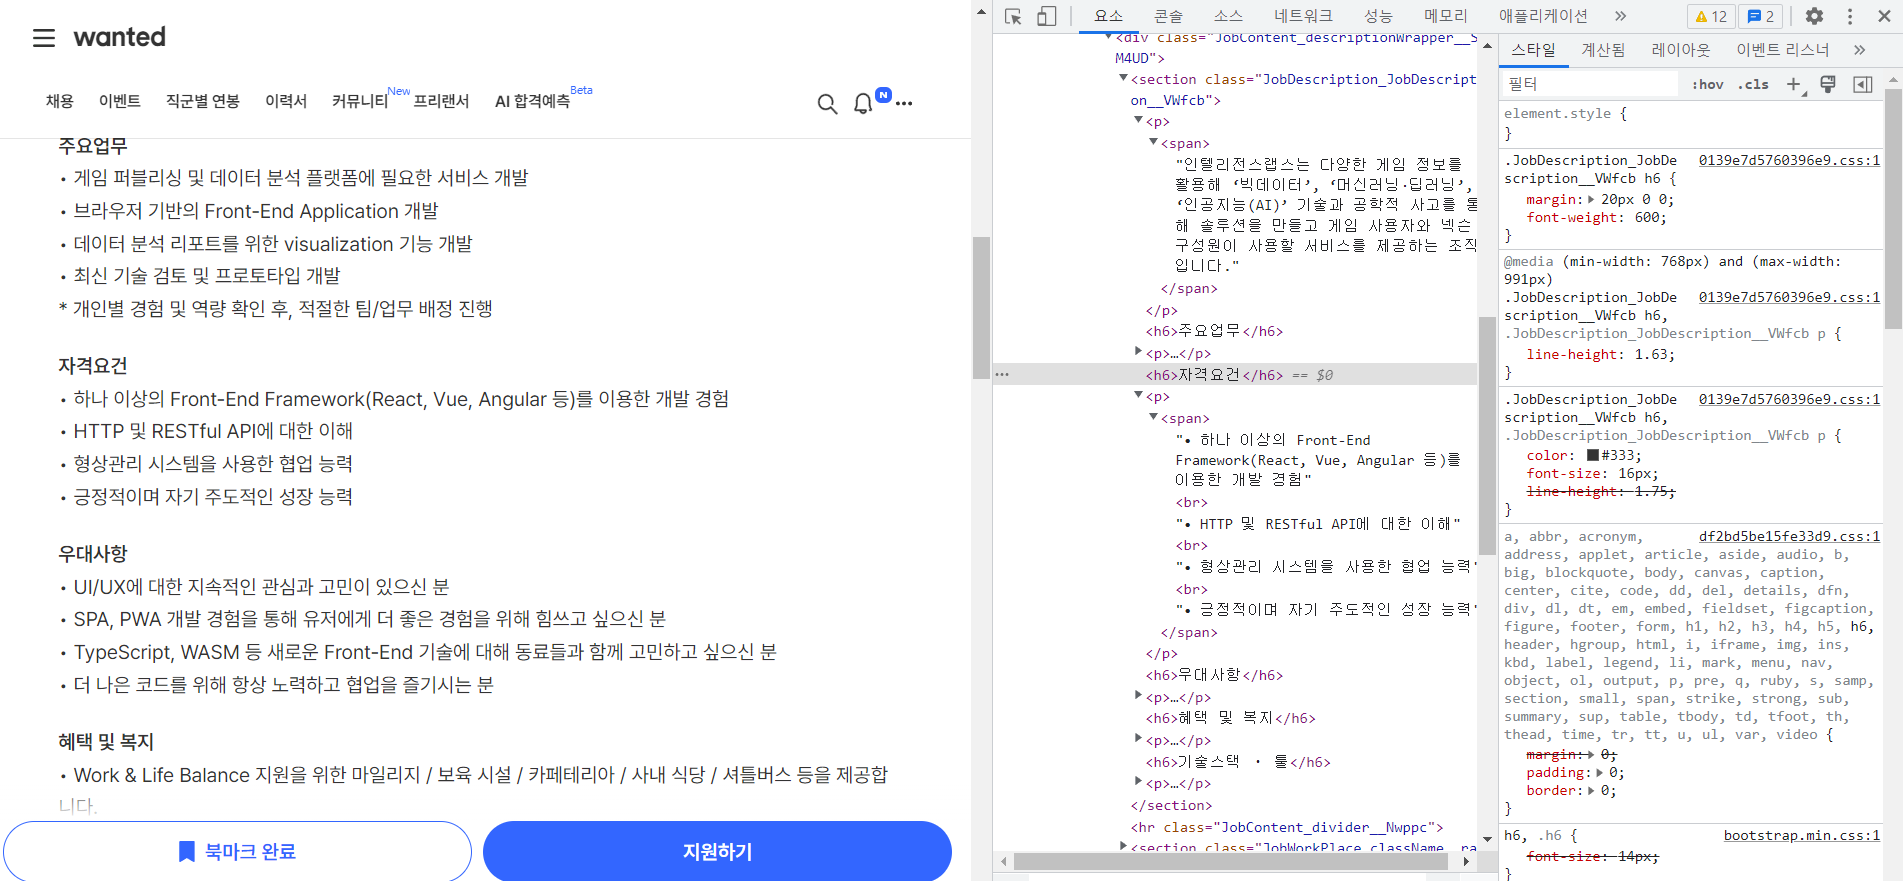 wanted
채용 이벤트 직군별 연봉 이력서 커뮤니티 New 프리랜서 AI 합격예측 Beta N
주요업무
• 게임 퍼블리싱 및 데이터 분석 플랫폼에 필요한 서비스 개발
• 브라우저 기반의 Front-End Application 개발
• 데이터 분석 리포트를 위한 visualization 기능 개발
• 최신 기술 검토 및 프로토타입 개발
* 개인별 경험 및 역량 확인 후, 적절한 팀/업무 배정 진행
자격요건
• 하나 이상의 Front-End Framework(React, Vue, Angular 등)를 이용한 개발 경험
• HTTP 및 RESTful API에 대한 이해
• 형상관리 시스템을 사용한 협업 능력
• 긍정적이며 자기 주도적인 성장 능력
우대사항
• UI/UX에 대한 지속적인 관심과 고민이 있으신 분
• SPA, PWA 개발 경험을 통해 유저에게 더 좋은 경험을 위해 힘쓰고 싶으신 분
• TypeScript, WASM 등 새로운 Front-End 기술에 대해 동료들과 함께 고민하고 싶으신 분
• 더 나은 코드를 위해 항상 노력하고 협업을 즐기시는 분
혜택 및 복지
• Work & Life Balance 지원을 위한 마일리지 / 보육 시설 / 카페테리아 / 사내 식당 / 셔틀버스 등을 제공합
니다.
북마크 완료
지원하기
요소 콘솔 소스 네트워크 성능 메모리 애플리케이션 » 12 2
<div class="JobContent_descriptionWrapper__S
M4UD">
<section class="JobDescription_JobDescript
on__VWfcb">
<p>
<span>
"인텔리전스랩스는 다양한 게임 정보를
활용해 ‘빅데이터’, ‘머신러닝·딥러닝’,
‘인공지능(AI)’ 기술과 공학적 사고를 통
해 솔루션을 만들고 게임 사용자와 넥슨
구성원이 사용할 서비스를 제공하는 조직
입니다."
</span>
</p>
<h6>주요업무</h6>
<p>…</p>
<h6>자격요건</h6> == $0
<p>
<span>
"• 하나 이상의 Front-End
Framework(React, Vue, Angular 등)를
이용한 개발 경험"
<br>
"• HTTP 및 RESTful API에 대한 이해"
<br>
"• 형상관리 시스템을 사용한 협업 능력"
<br>
"• 긍정적이며 자기 주도적인 성장 능력"
</span>
</p>
<h6>우대사항</h6>
<p>…</p>
<h6>혜택 및 복지</h6>
<p>…</p>
<h6>기술스택 · 툴</h6>
<p>…</p>
</section>
<hr class="JobContent_divider__Nwppc">
<section class="JobWorkPlace_className__ra
스타일 계산됨 레이아웃 이벤트 리스너 »
필터 :hov .cls +
element.style {
}
.JobDescription_JobDe 0139e7d5760396e9.css:1
scription__VWfcb h6 {
margin: 20px 0 0;
font-weight: 600;
}
@media (min-width: 768px) and (max-width:
991px)
.JobDescription_JobDe 0139e7d5760396e9.css:1
scription__VWfcb h6,
.JobDescription_JobDescription__VWfcb p {
line-height: 1.63;
}
.JobDescription_JobDe 0139e7d5760396e9.css:1
scription__VWfcb h6,
.JobDescription_JobDescription__VWfcb p {
color: #333;
font-size: 16px;
line-height: 1.75;
}
a, abbr, acronym, df2bd5be15fe33d9.css:1
address, applet, article, aside, audio, b,
big, blockquote, body, canvas, caption,
center, cite, code, dd, del, details, dfn,
div, dl, dt, em, embed, fieldset, figcaption,
figure, footer, form, h1, h2, h3, h4, h5, h6,
header, hgroup, html, i, iframe, img, ins,
kbd, label, legend, li, mark, menu, nav,
object, ol, output, p, pre, q, ruby, s, samp,
section, small, span, strike, strong, sub,
summary, sup, table, tbody, td, tfoot, th,
thead, time, tr, tt, u, ul, var, video {
margin: 0;
padding: 0;
border: 0;
}
h6, .h6 { bootstrap.min.css:1
font-size: 14px;
}